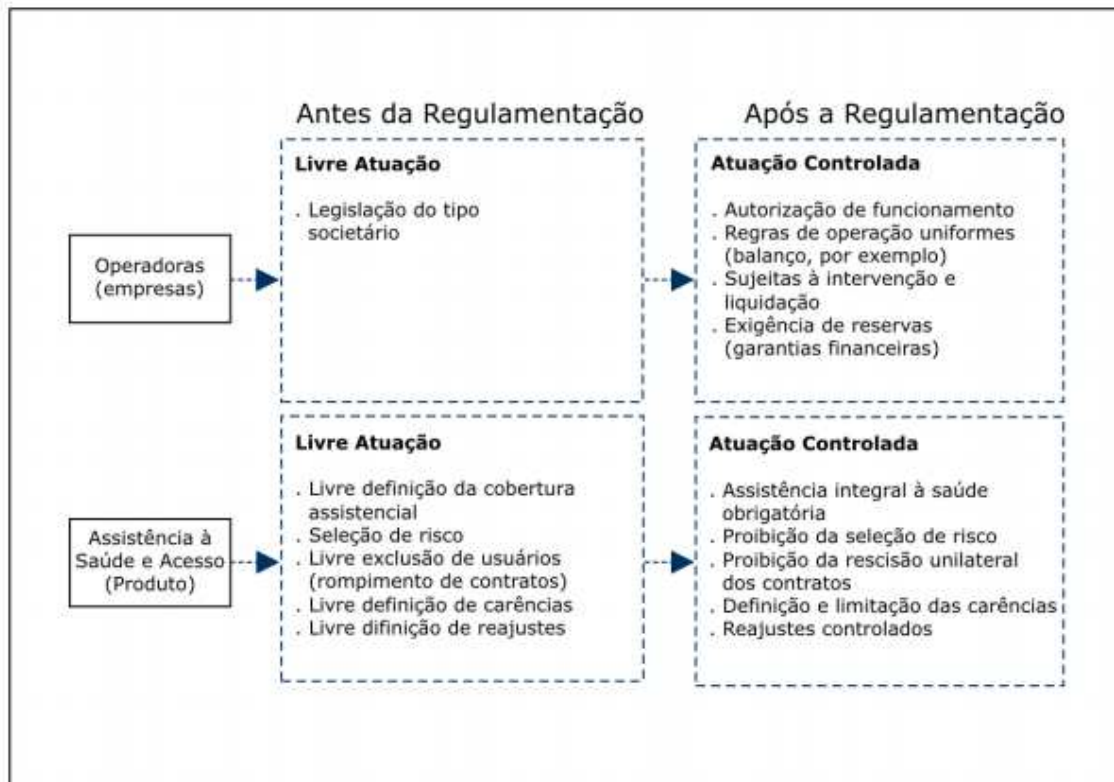 Antes da Regulamentação
Após a Regulamentação
Operadoras
(empresas)
Livre Atuação
. Legislação do tipo
societário
Atuação Controlada
. Autorização de funcionamento
. Regras de operação uniformes
(balanço, por exemplo)
. Sujeitas à intervenção e
liquidação
. Exigência de reservas
(garantias financeiras)
Assistência à
Saúde e Acesso
(Produto)
Livre Atuação
. Livre definição da cobertura
assistencial
. Seleção de risco
. Livre exclusão de usuários
(rompimento de contratos)
. Livre definição de carências
. Livre difinição de reajustes
Atuação Controlada
. Assistência integral à saúde
obrigatória
. Proibição da seleção de risco
. Proibição da rescisão unilateral
dos contratos
. Definição e limitação das carências
. Reajustes controlados